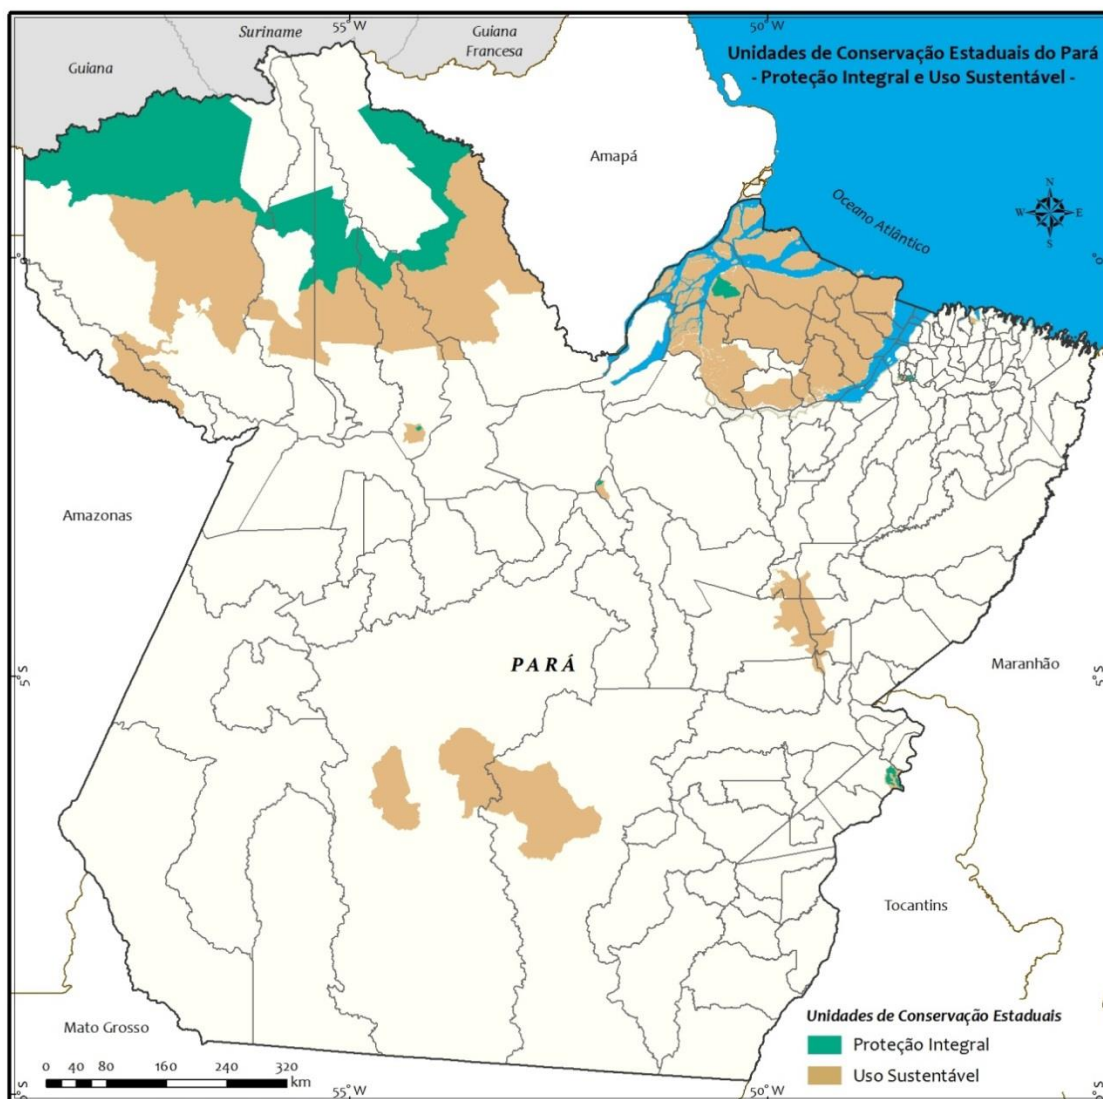 55° W
50° W
Suriname
Guiana
Francesa
Guiana
Unidades de Conservação Estaduais do Pará
- Proteção Integral e Uso Sustentável -
Amapá
Oceano Atlântico
N
W
E
S
0°
0°
Amazonas
PARÁ
Maranhão
5° S
5° S
Tocantins
Mato Grosso
Unidades de Conservação Estaduais
Proteção Integral
Uso Sustentável
0 40 80 160 240 320
km
55° W
50° W